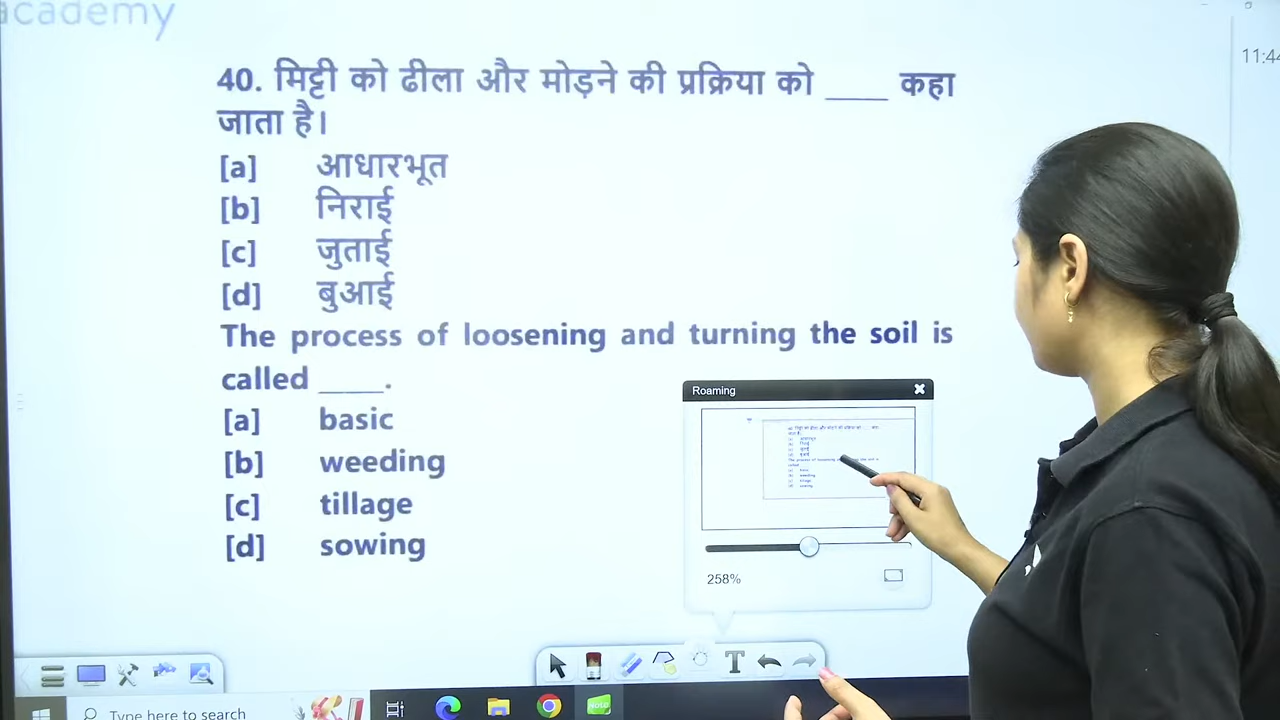 academy
11:44
40. मिट्टी को ढीला और मोड़ने की प्रक्रिया को ____ कहा
जाता है।
[a] आधारभूत
[b] निराई
[c] जुताई
[d] बुआई
The process of loosening and turning the soil is
called ____.
[a] basic
[b] weeding
[c] tillage
[d] sowing
Roaming
258%
T
Type here to search